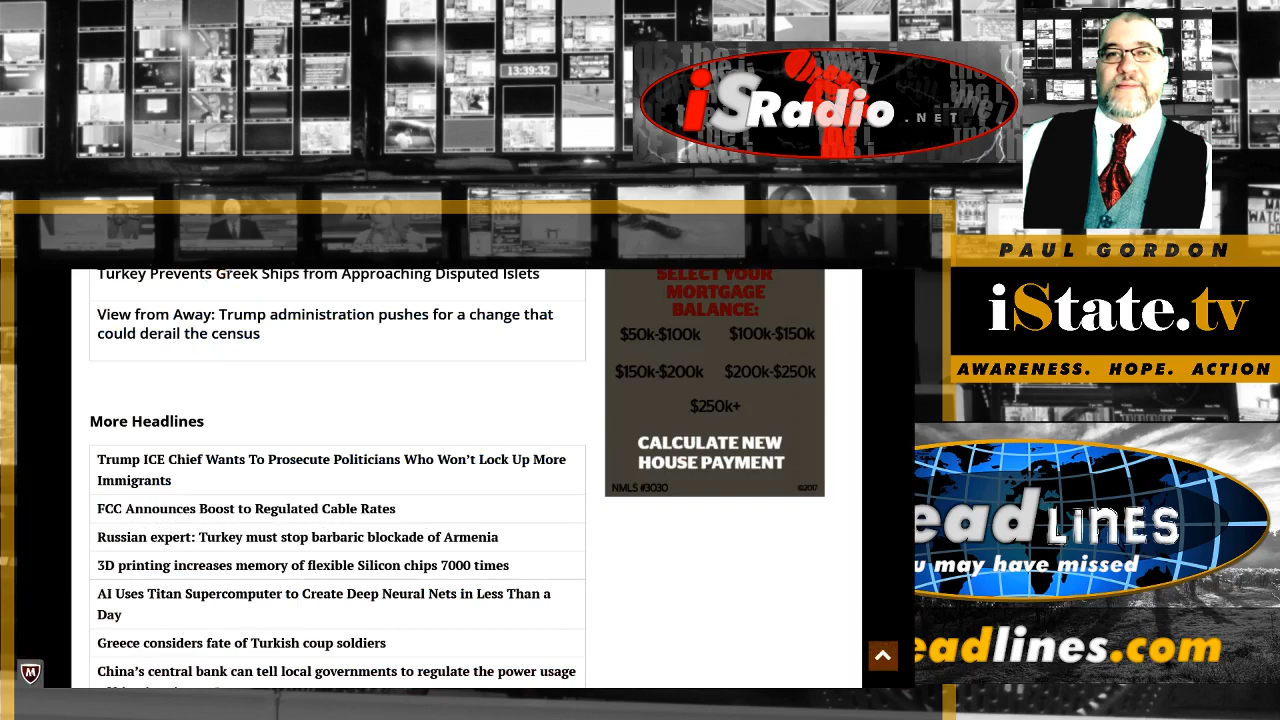 13:39:32
iSRadio.NET
PAUL GORDON
iState.tv
AWARENESS. HOPE. ACTION
Turkey Prevents Greek Ships from Approaching Disputed Islets
View from Away: Trump administration pushes for a change that
could derail the census
SELECT YOUR
MORTGAGE
BALANCE:
$50k-$100k $100k-$150k
$150k-$200k $200k-$250k
$250k+
CALCULATE NEW
HOUSE PAYMENT
NMLS #3030 ©2017
More Headlines
Trump ICE Chief Wants To Prosecute Politicians Who Won’t Lock Up More
Immigrants
FCC Announces Boost to Regulated Cable Rates
Russian expert: Turkey must stop barbaric blockade of Armenia
3D printing increases memory of flexible Silicon chips 7000 times
AI Uses Titan Supercomputer to Create Deep Neural Nets in Less Than a
Day
Greece considers fate of Turkish coup soldiers
China’s central bank can tell local governments to regulate the power usage
ead LINES
u may have missed
eadlines.com